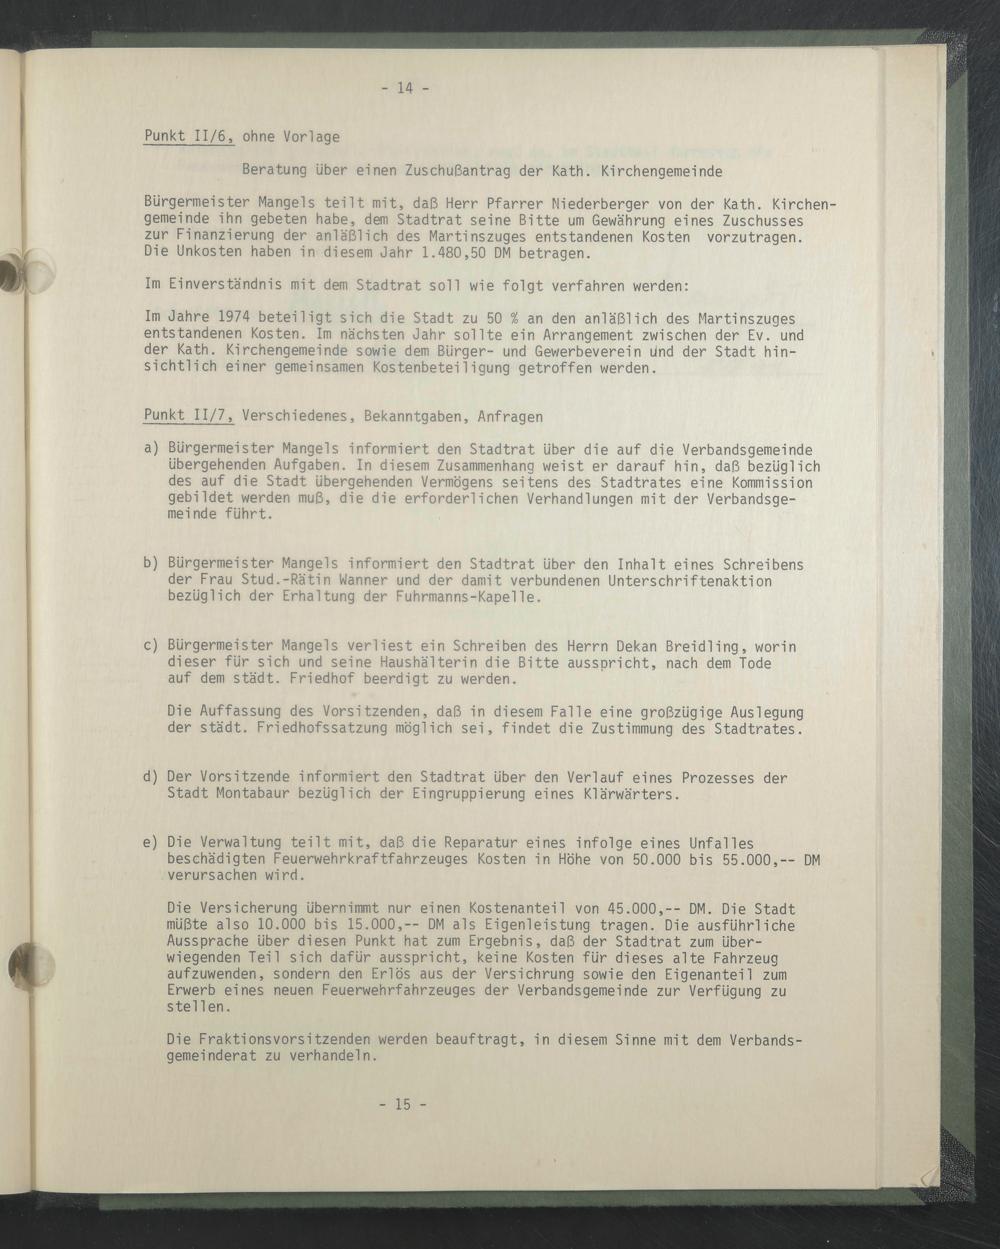 - 14 -
Punkt II/6, ohne Vorlage
Beratung über einen Zuschußantrag der Kath. Kirchengemeinde
Bürgermeister Mangels teilt mit, daß Herr Pfarrer Niederberger von der Kath. Kirchen-
gemeinde ihn gebeten habe, dem Stadtrat seine Bitte um Gewährung eines Zuschusses
zur Finanzierung der anläßlich des Martinszuges entstandenen Kosten vorzutragen.
Die Unkosten haben in diesem Jahr 1.480,50 DM betragen.
Im Einverständnis mit dem Stadtrat soll wie folgt verfahren werden:
Im Jahre 1974 beteiligt sich die Stadt zu 50 % an den anläßlich des Martinszuges
entstandenen Kosten. Im nächsten Jahr sollte ein Arrangement zwischen der Ev. und
der Kath. Kirchengemeinde sowie dem Bürger- und Gewerbeverein und der Stadt hin-
sichtlich einer gemeinsamen Kostenbeteiligung getroffen werden.
Punkt II/7, Verschiedenes, Bekanntgaben, Anfragen
a) Bürgermeister Mangels informiert den Stadtrat über die auf die Verbandsgemeinde
übergehenden Aufgaben. In diesem Zusammenhang weist er darauf hin, daß bezüglich
des auf die Stadt übergehenden Vermögens seitens des Stadtrates eine Kommission
gebildet werden muß, die die erforderlichen Verhandlungen mit der Verbandsge-
meinde führt.
b) Bürgermeister Mangels informiert den Stadtrat über den Inhalt eines Schreibens
der Frau Stud.-Rätin Wanner und der damit verbundenen Unterschriftenaktion
bezüglich der Erhaltung der Fuhrmanns-Kapelle.
c) Bürgermeister Mangels verliest ein Schreiben des Herrn Dekan Breidling, worin
dieser für sich und seine Haushälterin die Bitte ausspricht, nach dem Tode
auf dem städt. Friedhof beerdigt zu werden.
Die Auffassung des Vorsitzenden, daß in diesem Falle eine großzügige Auslegung
der städt. Friedhofssatzung möglich sei, findet die Zustimmung des Stadtrates.
d) Der Vorsitzende informiert den Stadtrat über den Verlauf eines Prozesses der
Stadt Montabaur bezüglich der Eingruppierung eines Klärwärters.
e) Die Verwaltung teilt mit, daß die Reparatur eines infolge eines Unfalles
beschädigten Feuerwehrkraftfahrzeuges Kosten in Höhe von 50.000 bis 55.000,-- DM
verursachen wird.
Die Versicherung übernimmt nur einen Kostenanteil von 45.000,-- DM. Die Stadt
müßte also 10.000 bis 15.000,-- DM als Eigenleistung tragen. Die ausführliche
Aussprache über diesen Punkt hat zum Ergebnis, daß der Stadtrat zum über-
wiegenden Teil sich dafür ausspricht, keine Kosten für dieses alte Fahrzeug
aufzuwenden, sondern den Erlös aus der Versichrung sowie den Eigenanteil zum
Erwerb eines neuen Feuerwehrfahrzeuges der Verbandsgemeinde zur Verfügung zu
stellen.
Die Fraktionsvorsitzenden werden beauftragt, in diesem Sinne mit dem Verbands-
gemeinderat zu verhandeln.
- 15 -